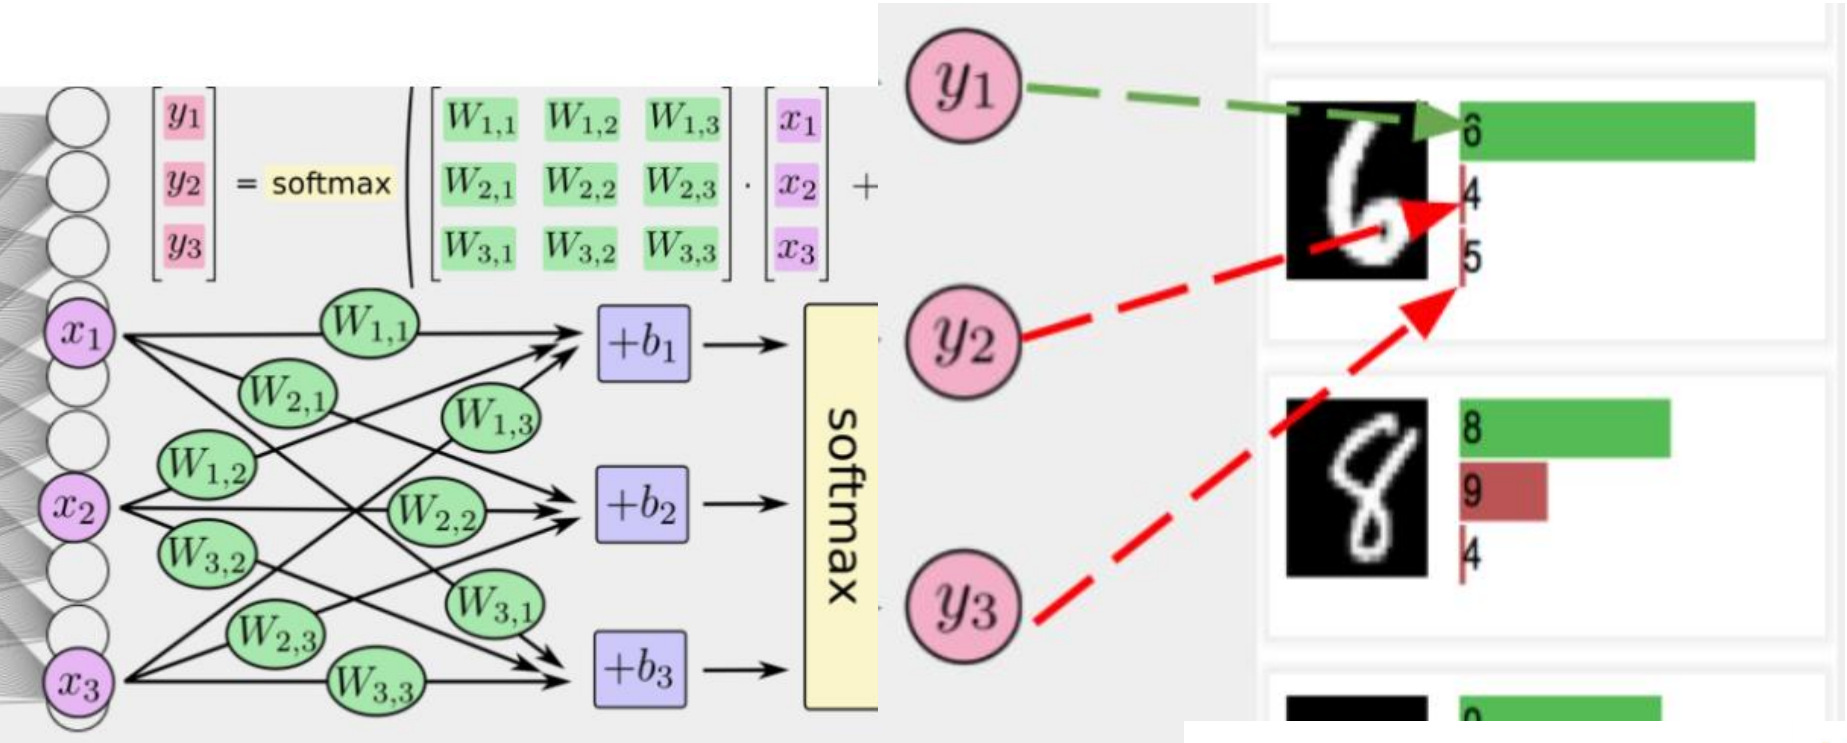 y1 = softmax ( W1,1 W1,2 W1,3 · x1 +
y2 W2,1 W2,2 W2,3 x2
y3 W3,1 W3,2 W3,3 x3
x1
x2
x3
W1,1
W2,1
W1,3
W1,2
W2,2
W3,2
W3,1
W2,3
W3,3
+b1
+b2
+b3
softmax
y1
y2
y3
6
4
5
8
9
4